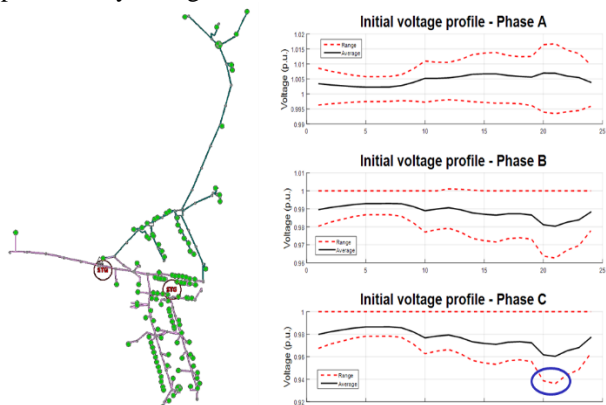 Initial voltage profile - Phase A
Voltage (p.u.)
1.02
1.015
1.01
1.005
1
0.995
0.99
Range
Average
0 5 10 15 20 25
Initial voltage profile - Phase B
Voltage (p.u.)
1.01
1
0.99
0.98
0.97
0.96
Range
Average
0 5 10 15 20 25
Initial voltage profile - Phase C
Voltage (p.u.)
1
0.98
0.96
0.94
0.92
Range
Average
0 5 10 15 20 25